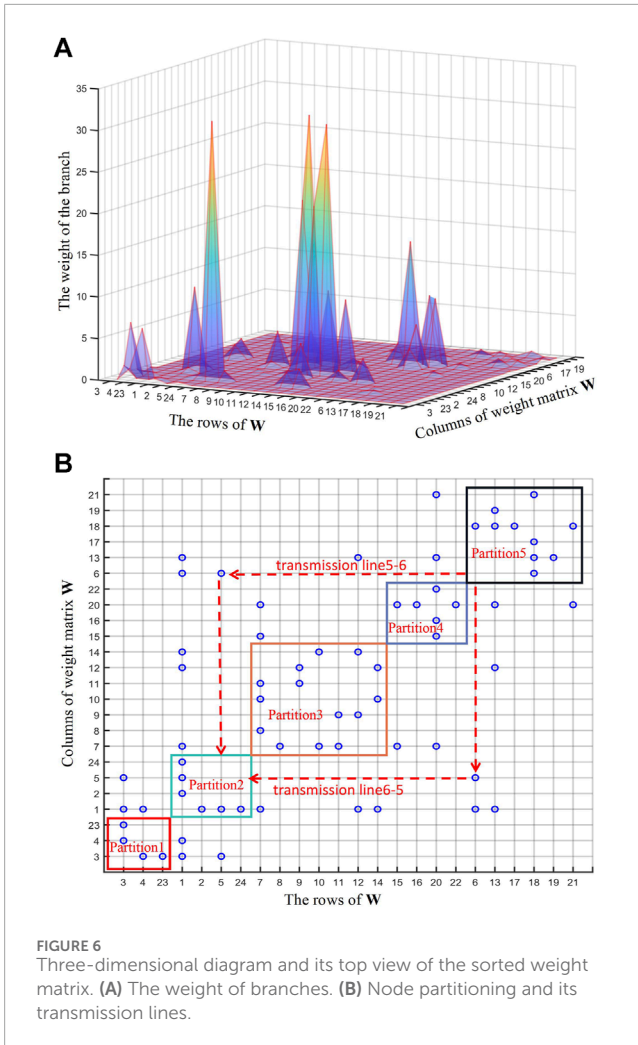 A
The weight of the branch
35
30
25
20
15
10
5
0
3 4 23 1 2 5 24 7 8 9 10 11 12 14 15 16 20 22 6 13 17 18 19 21
The rows of W
3 23 2 24 8 10 12 15 20 6 17 19
Columns of weight matrix W
B
Columns of weight matrix W
21
19
18
17
13
6
22
20
16
15
14
12
11
10
9
8
7
24
5
2
1
23
4
3
Partition5
transmission line5-6
Partition4
Partition3
Partition2
transmission line6-5
Partition1
3 4 23 1 2 5 24 7 8 9 10 11 12 14 15 16 20 22 6 13 17 18 19 21
The rows of W
FIGURE 6
Three-dimensional diagram and its top view of the sorted weight
matrix. (A) The weight of branches. (B) Node partitioning and its
transmission lines.